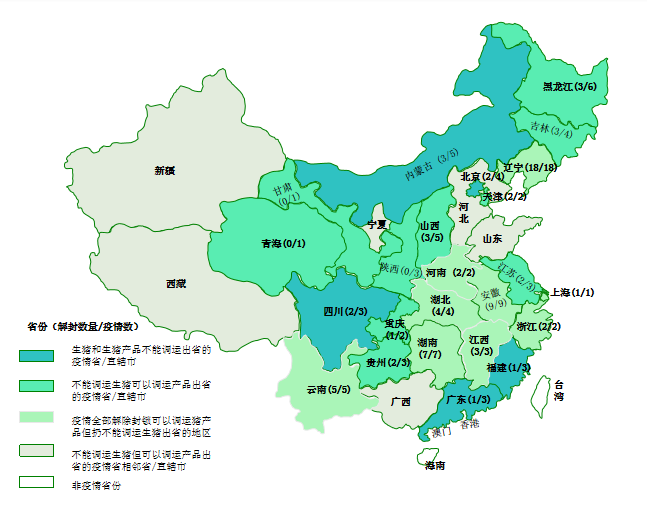 黑龙江(3/6)
吉林(3/4)
内蒙古 (3/5)
辽宁(18/18)
新疆
北京(2/4)
甘肃
(0/1)
天津(2/2)
河
北
宁夏
山西
(3/5)
青海(0/1)
山东
陕西(0/3)
河南 (2/2)
江苏(2/3)
西藏
安徽
(9/9)
上海(1/1)
湖北
(4/4)
四川(2/3)
重庆
(1/2)
浙江(2/2)
省份（解封数量/疫情数）
湖南
(7/7)
江西
(3/3)
生猪和生猪产品不能调运出省的
疫情省/直辖市
贵州(2/3)
福建(1/3)
不能调运生猪可以调运产品出省
的疫情省/直辖市
云南(5/5)
广西
广东(1/3)
台
湾
疫情全部解除封锁可以调运猪产
品但扔不能调运生猪出省的地区
澳门
香港
不能调运生猪但可以调运产品出
省的疫情省相邻省/直辖市
海南
非疫情省份